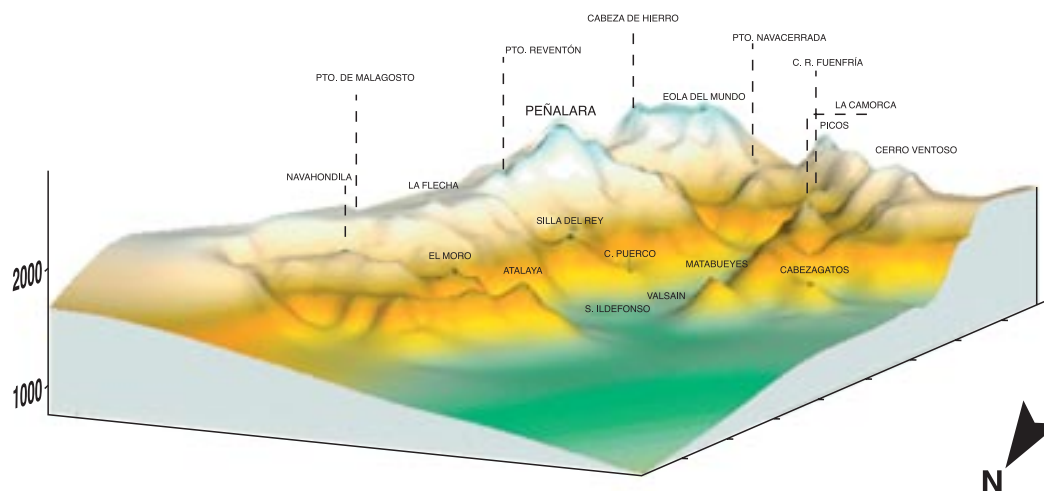 CABEZA DE HIERRO
PTO. NAVACERRADA
PTO. REVENTÓN
C. R. FUENFRÍA
PTO. DE MALAGOSTO
EOLA DEL MUNDO
LA CAMORCA
PEÑALARA
PICOS
CERRO VENTOSO
NAVAHONDILA
LA FLECHA
SILLA DEL REY
EL MORO
C. PUERCO
ATALAYA
MATABUEYES
CABEZAGATOS
2000
VALSAIN
S. ILDEFONSO
1000
N